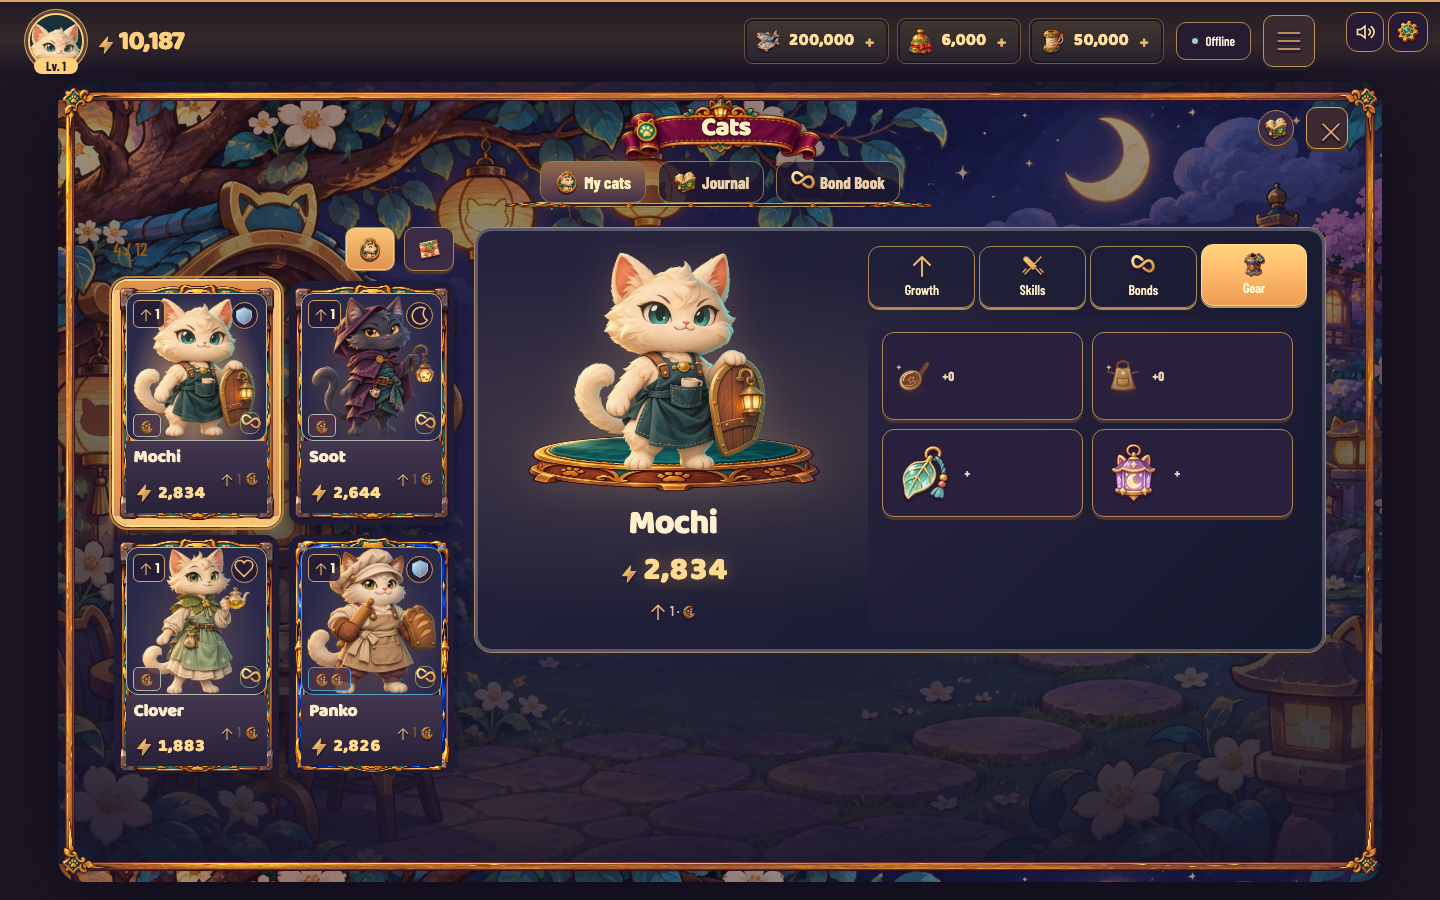 10,187
Lv. 1
200,000 +
6,000 +
50,000 +
Offline
Cats
My cats
Journal
Bond Book
4 / 12
1
Mochi
1
2,834
1
Soot
1
2,644
1
Clover
1
1,883
1
Panko
1
2,826
Mochi
2,834
1 ·
Growth
Skills
Bonds
Gear
+0
+0
+
+